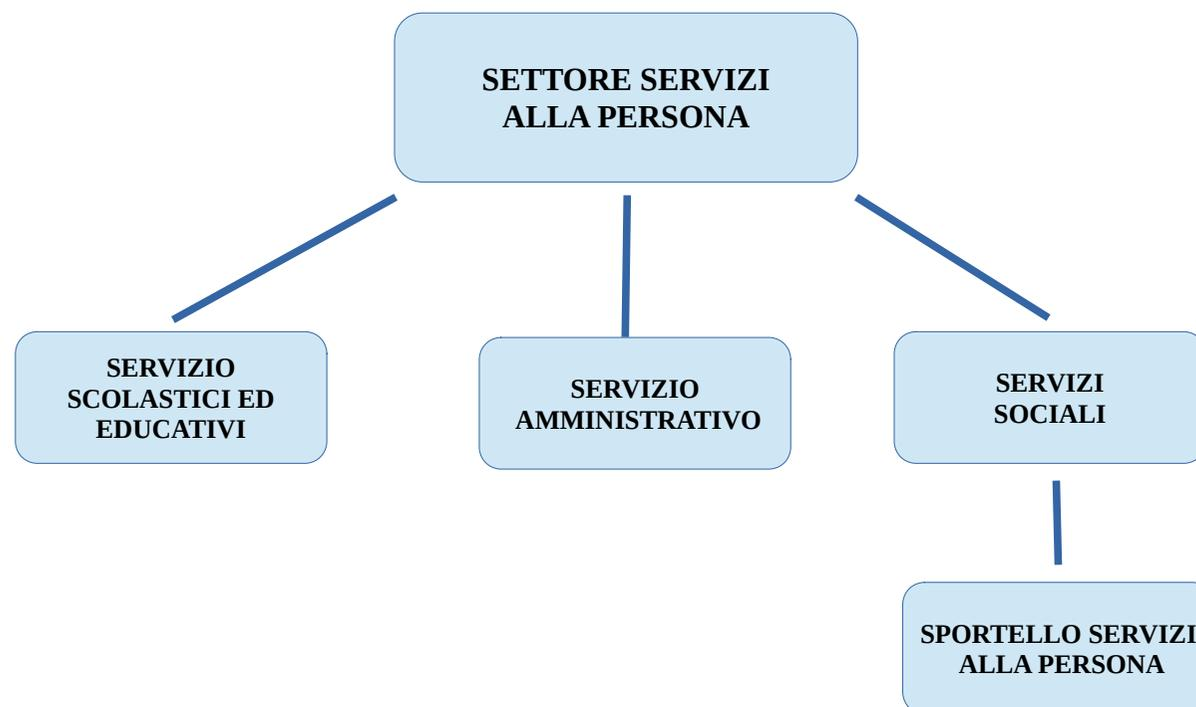 SETTORE SERVIZI
ALLA PERSONA
SERVIZIO
SCOLASTICI ED
EDUCATIVI
SERVIZIO
AMMINISTRATIVO
SERVIZI
SOCIALI
SPORTELLO SERVIZI
ALLA PERSONA